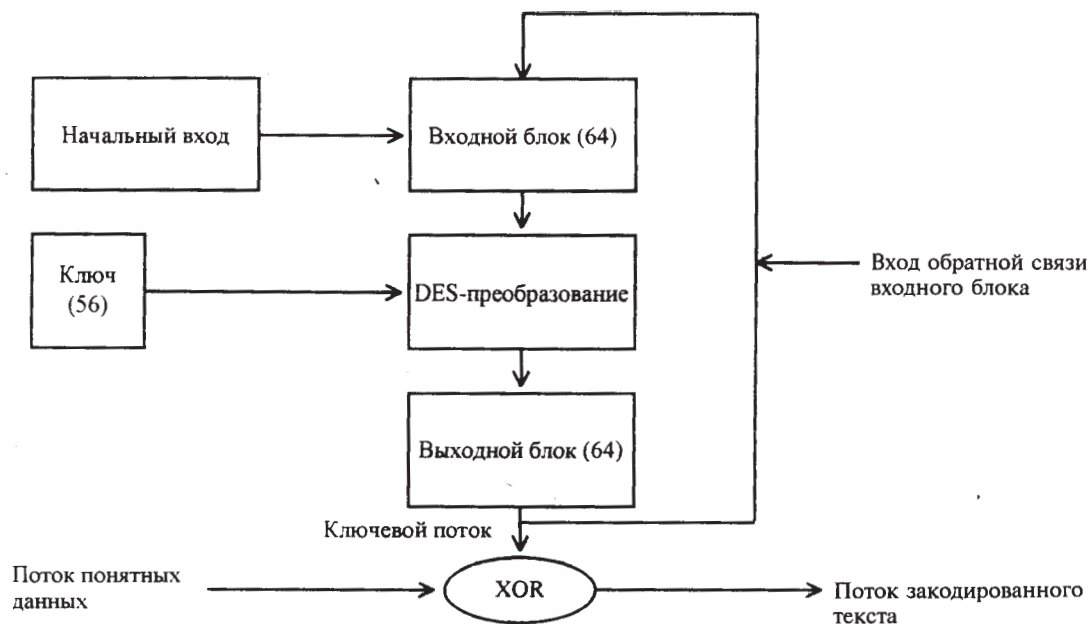 Начальный вход
Входной блок (64)
Ключ
(56)
DES-преобразование
Вход обратной связи
входного блока
Выходной блок (64)
Ключевой поток
Поток понятных
данных
XOR
Поток закодированного
текста